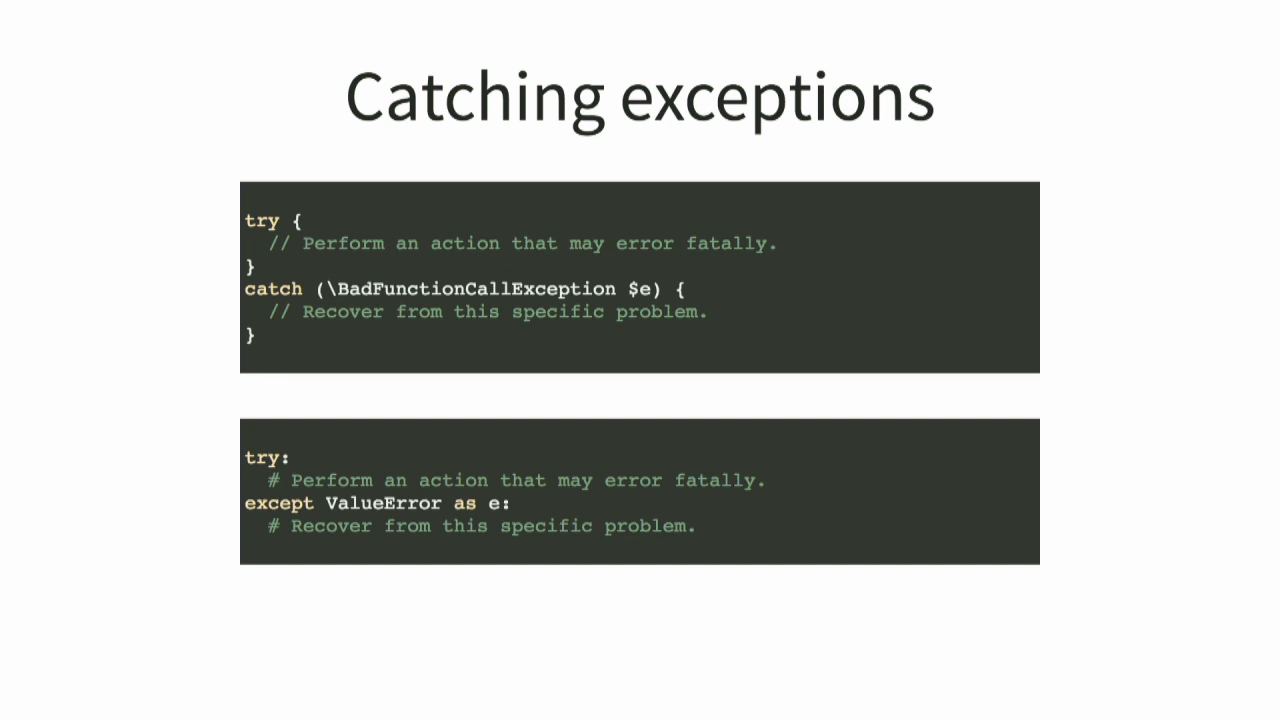 Catching exceptions
try {
  // Perform an action that may error fatally.
}
catch (\BadFunctionCallException $e) {
  // Recover from this specific problem.
}
try:
  # Perform an action that may error fatally.
except ValueError as e:
  # Recover from this specific problem.